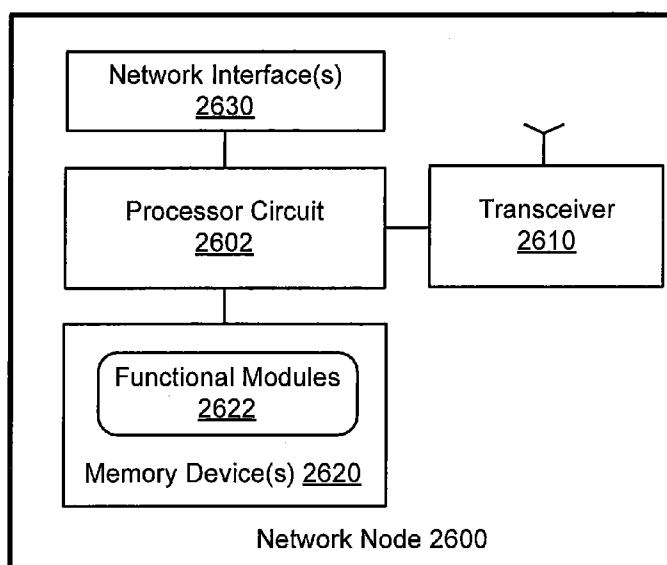 Network Interface(s)
2630
Processor Circuit
2602
Transceiver
2610
Functional Modules
2622
Memory Device(s) 2620
Network Node 2600